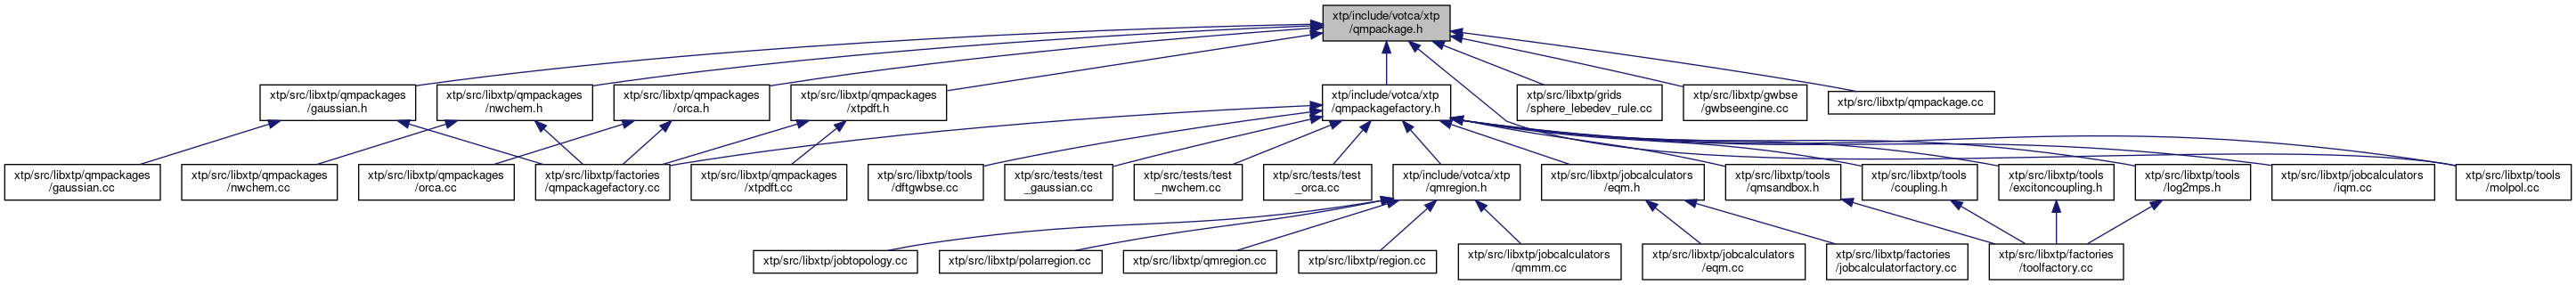 xtp/include/votca/xtp
/qmpackage.h
xtp/src/libxtp/qmpackages
/gaussian.h
xtp/src/libxtp/qmpackages
/nwchem.h
xtp/src/libxtp/qmpackages
/orca.h
xtp/src/libxtp/qmpackages
/xtpdft.h
xtp/include/votca/xtp
/qmpackagefactory.h
xtp/src/libxtp/grids
/sphere_lebedev_rule.cc
xtp/src/libxtp/gwbse
/gwbseengine.cc
xtp/src/libxtp/qmpackage.cc
xtp/src/libxtp/qmpackages
/gaussian.cc
xtp/src/libxtp/qmpackages
/nwchem.cc
xtp/src/libxtp/qmpackages
/orca.cc
xtp/src/libxtp/factories
/qmpackagefactory.cc
xtp/src/libxtp/qmpackages
/xtpdft.cc
xtp/src/libxtp/tools
/dftgwbse.cc
xtp/src/tests/test
_gaussian.cc
xtp/src/tests/test
_nwchem.cc
xtp/src/tests/test
_orca.cc
xtp/include/votca/xtp
/qmregion.h
xtp/src/libxtp/jobcalculators
/eqm.h
xtp/src/libxtp/tools
/qmsandbox.h
xtp/src/libxtp/tools
/coupling.h
xtp/src/libxtp/tools
/excitoncoupling.h
xtp/src/libxtp/tools
/log2mps.h
xtp/src/libxtp/jobcalculators
/iqm.cc
xtp/src/libxtp/tools
/molpol.cc
xtp/src/libxtp/jobtopology.cc
xtp/src/libxtp/polarregion.cc
xtp/src/libxtp/qmregion.cc
xtp/src/libxtp/region.cc
xtp/src/libxtp/jobcalculators
/qmmm.cc
xtp/src/libxtp/jobcalculators
/eqm.cc
xtp/src/libxtp/factories
/jobcalculatorfactory.cc
xtp/src/libxtp/factories
/toolfactory.cc